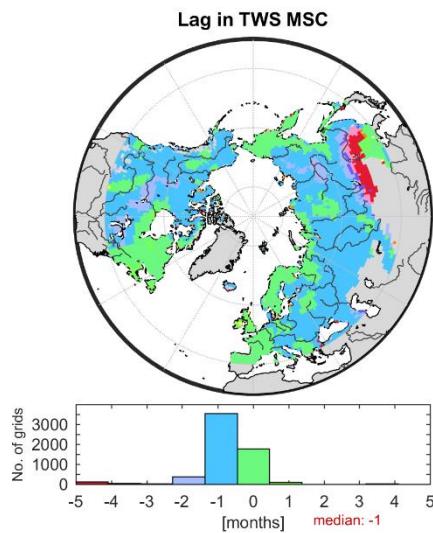 Lag in TWS MSC
No. of grids
3000
2000
1000
0
-5 -4 -3 -2 -1 0 1 2 3 4 5
[months]
median: -1